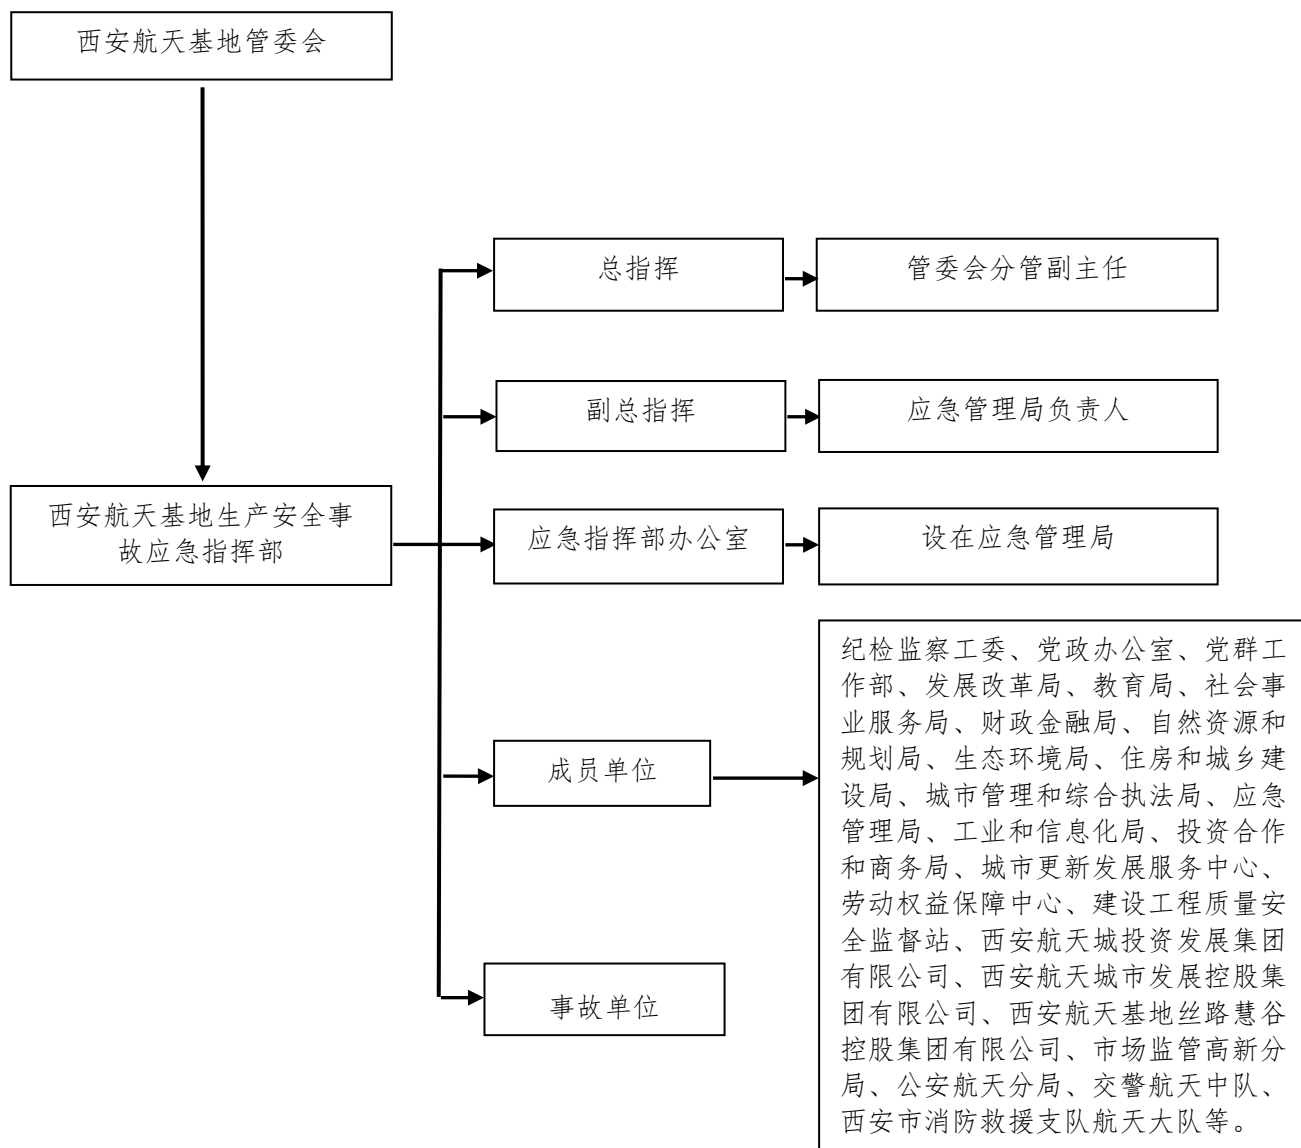 西安航天基地管委会
总指挥
管委会分管副主任
副总指挥
应急管理局负责人
西安航天基地生产安全事
故应急指挥部
应急指挥部办公室
设在应急管理局
成员单位
纪检监察工委、党政办公室、党群工
作部、发展改革局、教育局、社会事
业服务局、财政金融局、自然资源和
规划局、生态环境局、住房和城乡建
设局、城市管理和综合执法局、应急
管理局、工业和信息化局、投资合作
和商务局、城市更新发展服务中心、
劳动权益保障中心、建设工程质量安
全监督站、西安航天城投资发展集团
有限公司、西安航天城市发展控股集
团有限公司、西安航天基地丝路慧谷
控股集团有限公司、市场监管高新分
局、公安航天分局、交警航天中队、
西安市消防救援支队航天大队等。
事故单位